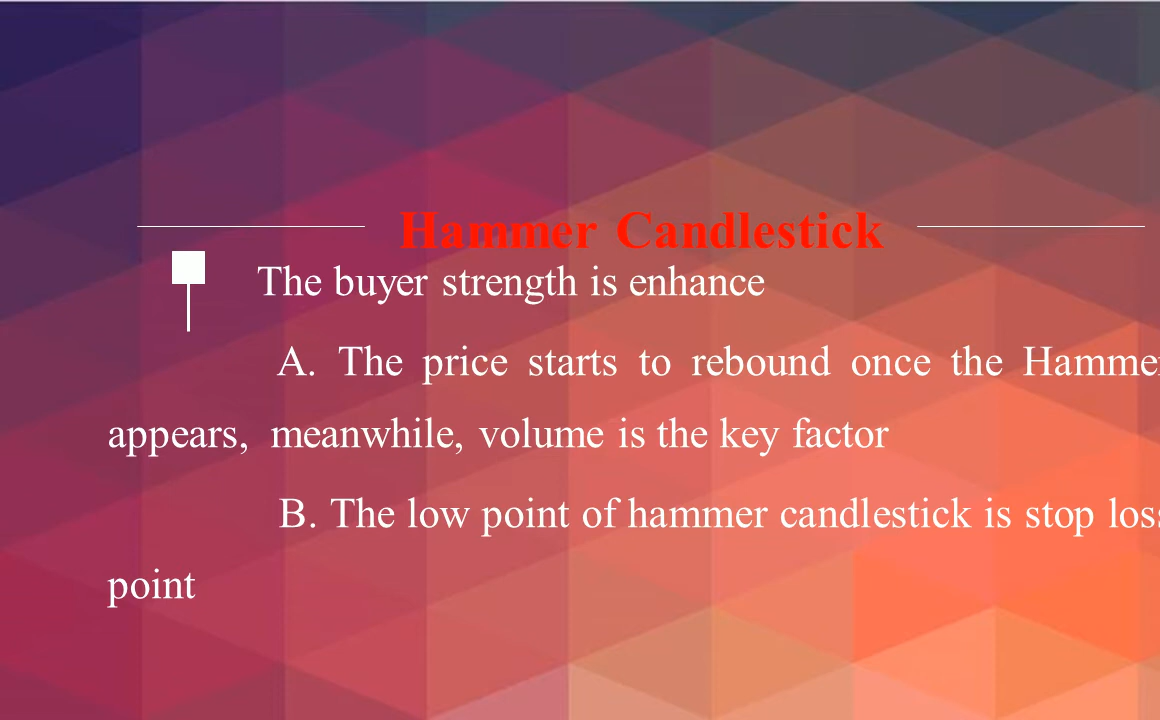 Hammer Candlestick
The buyer strength is enhance
A. The price starts to rebound once the Hammer
appears, meanwhile, volume is the key factor
B. The low point of hammer candlestick is stop loss
point